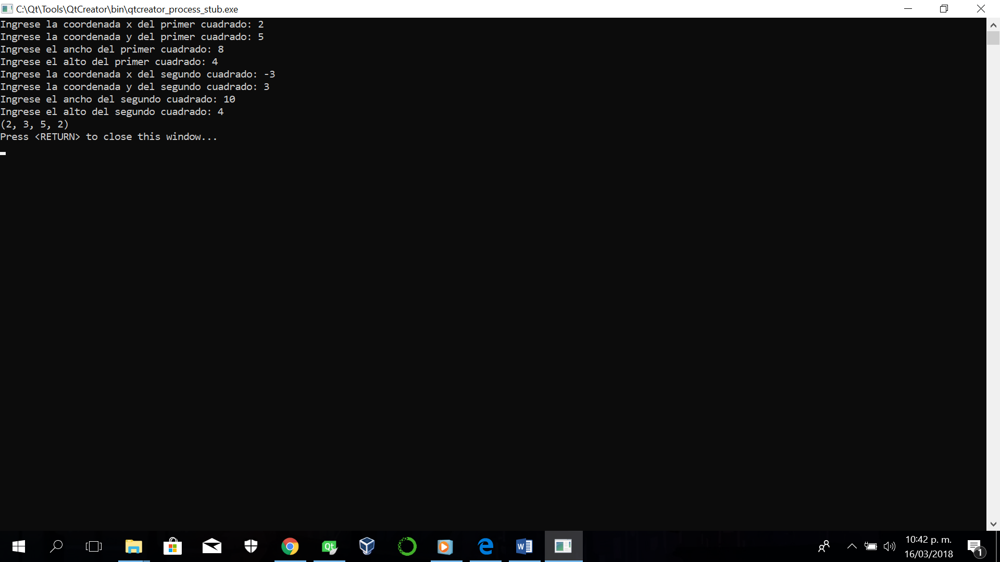 C:\Qt\Tools\QtCreator\bin\qtcreator_process_stub.exe
Ingrese la coordenada x del primer cuadrado: 2
Ingrese la coordenada y del primer cuadrado: 5
Ingrese el ancho del primer cuadrado: 8
Ingrese el alto del primer cuadrado: 4
Ingrese la coordenada x del segundo cuadrado: -3
Ingrese la coordenada y del segundo cuadrado: 3
Ingrese el ancho del segundo cuadrado: 10
Ingrese el alto del segundo cuadrado: 4
(2, 3, 5, 2)
Press <RETURN> to close this window...
Qt
W
10:42 p. m.
16/03/2018
1